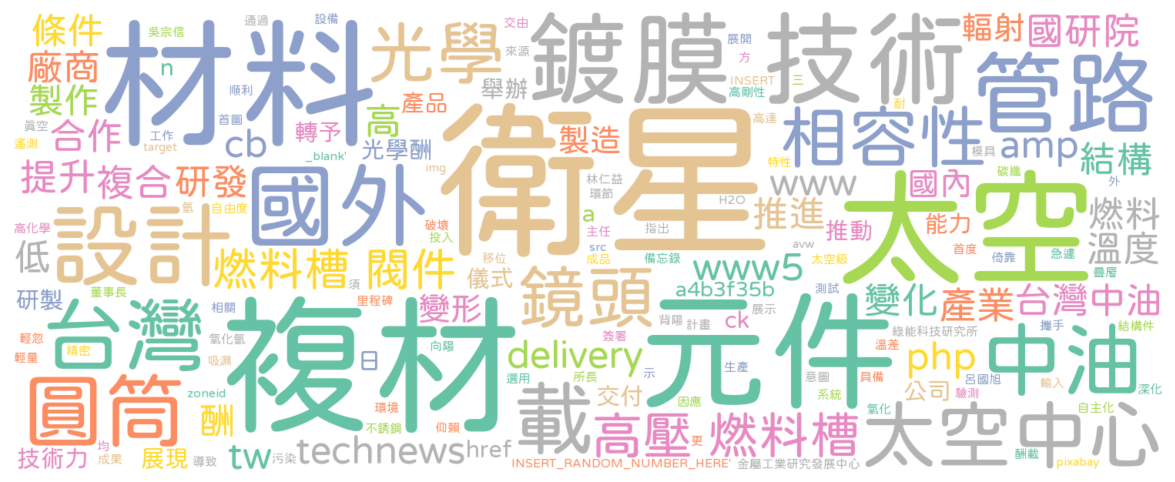 條件
吳宗信
通過
設備
交由
展開
輻射
國研院
材料
光學
來源
方
鍍膜
技術
廠商
n
順利
舉辦
INSERT
三
高剛性
管路
製作
首圖
產品
高
耐
真空
合作
工作
cb
轉予
製造
高達
相容性
遙測
target
光學酬
特性
模具
amp
結構
_blank'
img
林仁益
www
國內
碳纖
外
提升
複合
研發
國外
衛星
環節
H2O
太空
高化學
氫
自由度
破壞
a
推進
推動
能力
燃料
設計
投入
主任
指出
首度
低
燃料槽
閥件
移位
src
成品
備忘錄
avw
太空級
倚靠
急遽
溫度
儀式
www5
疊層
董事長
須
鏡頭
a4b3f35b
測試
變化
產業
台灣中油
研製
相關
里程碑
變形
ck
展示
輕忽
台灣
氧化氫
複材
背陽
計畫
元件
綠能科技研究所
攜手
結構件
輕量
精密
吸濕
向陽
簽署
溫差
中油
日
delivery
php
圓筒
所長
示
生產
意圖
具備
呂國旭
輸入
深化
zoneid
選用
因應
系統
公司
驗測
酬
環境
載
交付
氧化
自主化
不銹鋼
仰賴
高壓
更
燃料槽
太空中心
技術力
均
成果
展現
導致
tw
污染
technews
href
INSERT_RANDOM_NUMBER_HERE'
金屬工業研究發展中心
酬載
pixabay